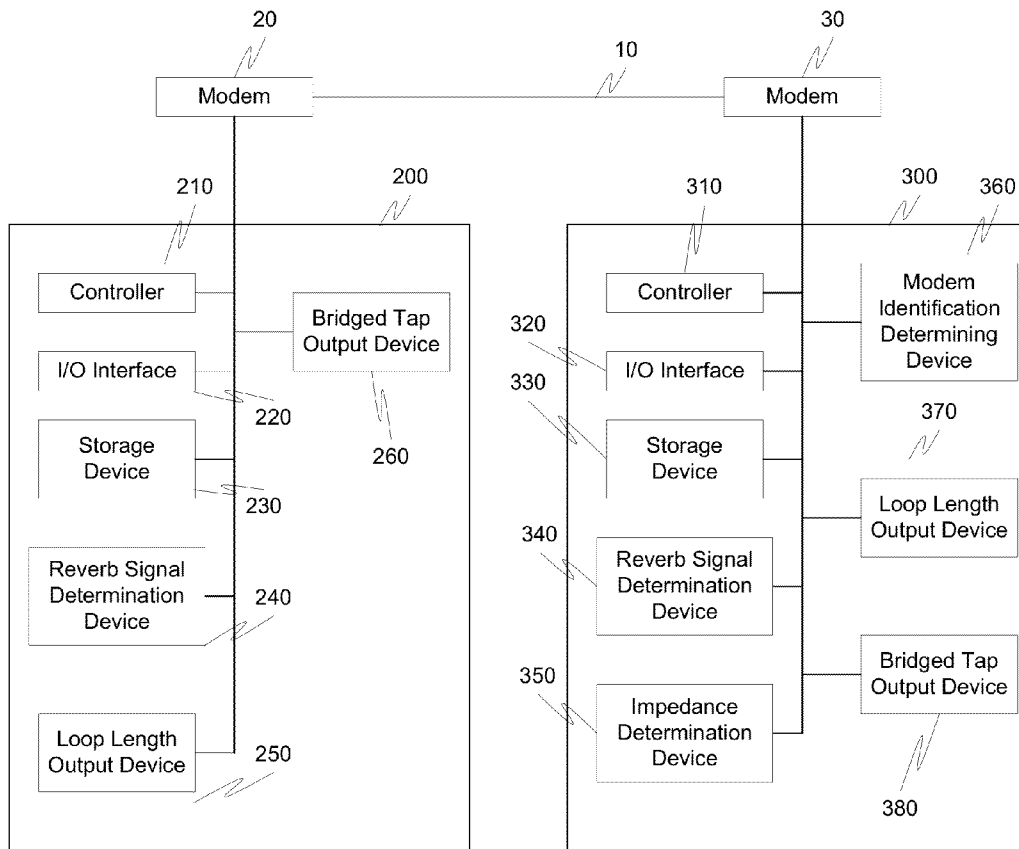 20
30
10
Modem
Modem
210
200
310
300
360
Controller
Bridged Tap
Output Device
I/O Interface
220
260
Storage
Device
230
Reverb Signal
Determination
Device
240
Loop Length
Output Device
250
Controller
Modem
Identification
Determining
Device
320
I/O Interface
330
370
Storage
Device
Loop Length
Output Device
340
Reverb Signal
Determination
Device
350
Impedance
Determination
Device
Bridged Tap
Output Device
380